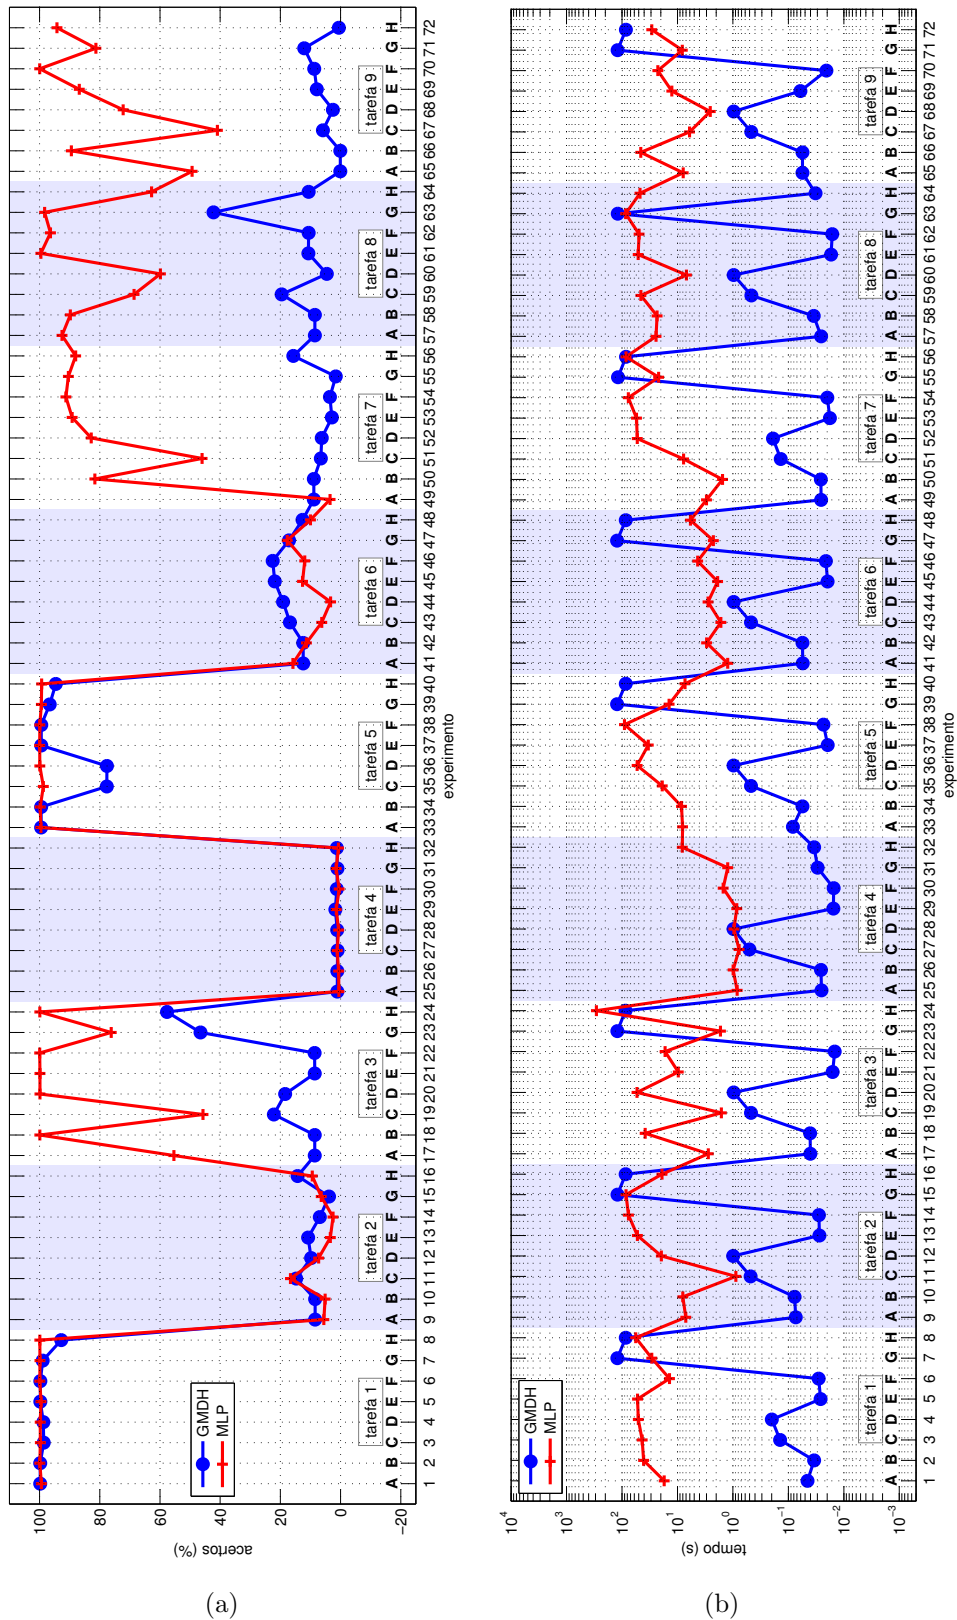 100
80
60
40
20
0
-20
acertos (%)
GMDH
MLP
tarefa 1
tarefa 2
tarefa 3
tarefa 4
tarefa 5
tarefa 6
tarefa 7
tarefa 8
tarefa 9
A B C D E F G H A B C D E F G H A B C D E F G H A B C D E F G H A B C D E F G H A B C D E F G H A B C D E F G H A B C D E F G H A B C D E F G H
1 2 3 4 5 6 7 8 9 10 11 12 13 14 15 16 17 18 19 20 21 22 23 24 25 26 27 28 29 30 31 32 33 34 35 36 37 38 39 40 41 42 43 44 45 46 47 48 49 50 51 52 53 54 55 56 57 58 59 60 61 62 63 64 65 66 67 68 69 70 71 72
experimento
(a)
10⁴
10³
10²
10¹
10⁰
10⁻¹
10⁻²
10⁻³
tempo (s)
GMDH
MLP
tarefa 1
tarefa 2
tarefa 3
tarefa 4
tarefa 5
tarefa 6
tarefa 7
tarefa 8
tarefa 9
A B C D E F G H A B C D E F G H A B C D E F G H A B C D E F G H A B C D E F G H A B C D E F G H A B C D E F G H A B C D E F G H A B C D E F G H
1 2 3 4 5 6 7 8 9 10 11 12 13 14 15 16 17 18 19 20 21 22 23 24 25 26 27 28 29 30 31 32 33 34 35 36 37 38 39 40 41 42 43 44 45 46 47 48 49 50 51 52 53 54 55 56 57 58 59 60 61 62 63 64 65 66 67 68 69 70 71 72
experimento
(b)